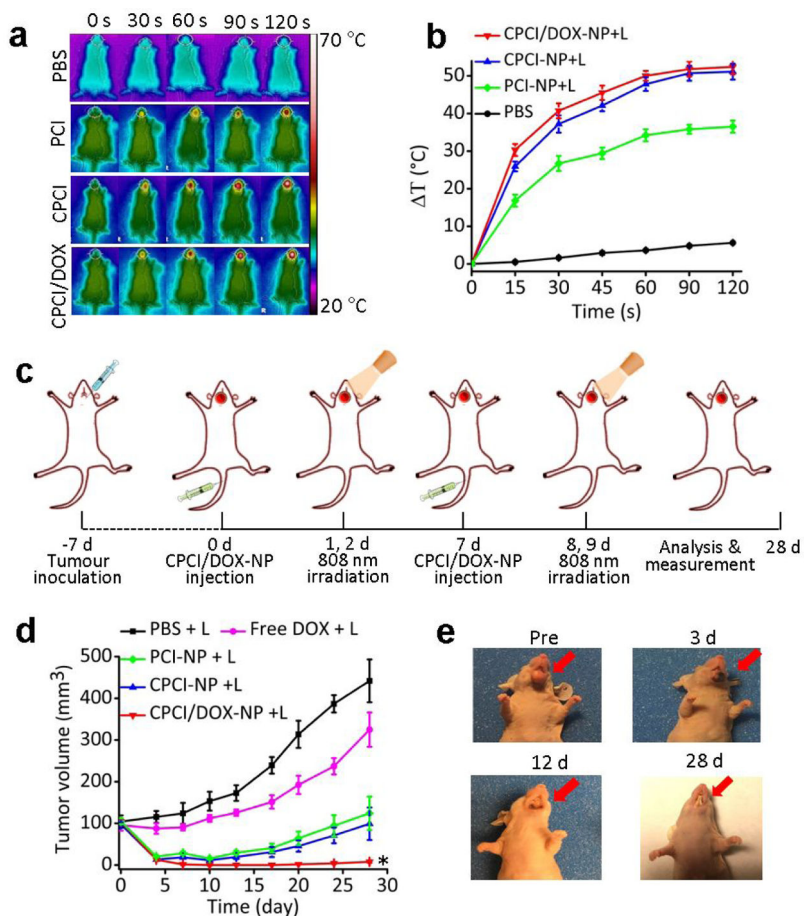 a
0 s 30 s 60 s 90 s 120 s
70 °C
PBS
PCI
CPCI
CPCI/DOX
20 °C
b
CPCI/DOX-NP+L
CPCI-NP+L
PCI-NP+L
PBS
ΔT (°C)
50
40
30
20
10
0
0 15 30 45 60 90 120
Time (s)
c
-7 d
Tumour
inoculation
0 d
CPCI/DOX-NP
injection
1, 2 d
808 nm
irradiation
7 d
CPCI/DOX-NP
injection
8, 9 d
808 nm
irradiation
Analysis &
measurement
28 d
d
PBS + L
Free DOX + L
PCI-NP + L
CPCI-NP +L
CPCI/DOX-NP +L
Tumor volume (mm³)
500
400
300
200
100
0
*
0 5 10 15 20 25 30
Time (day)
e
Pre
3 d
12 d
28 d